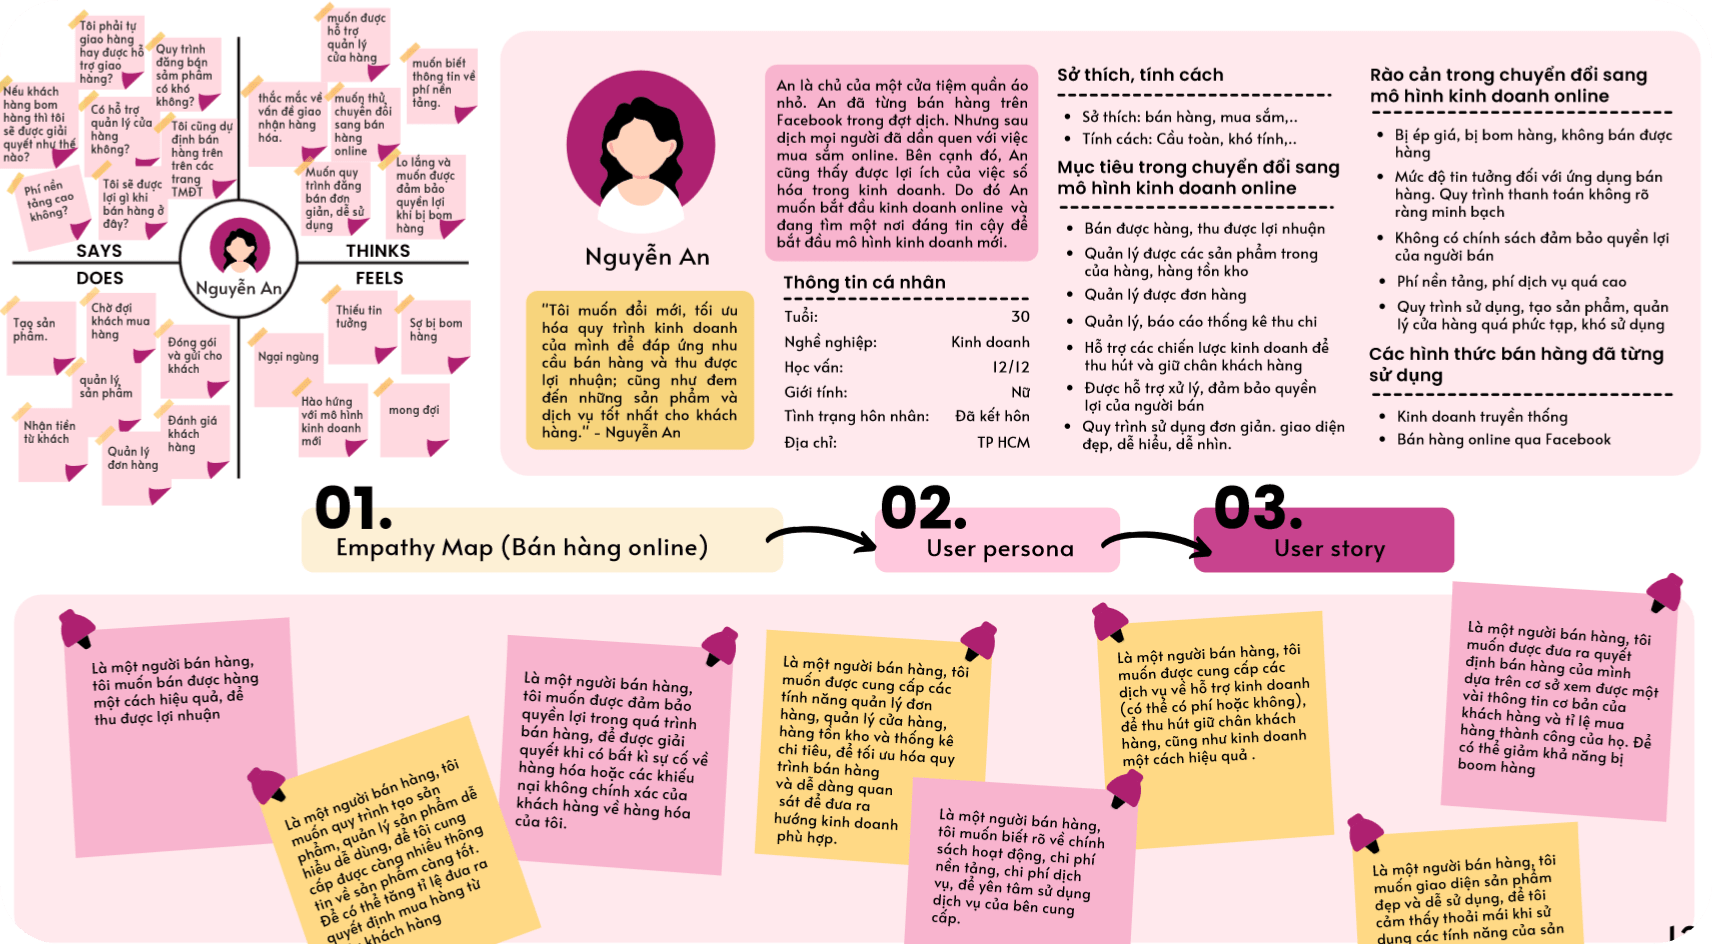 Tôi phải tự
giao hàng
hay được hỗ
trợ giao
hàng?
Quy trình
đăng bán
sảm phẩm
có khó
không?
Nếu khách
hàng bom
hàng thì tôi
sẽ được giải
quyết như thế
nào?
Có hỗ trợ
quản lý cửa
hàng
không?
Tôi cũng dự
định bán
hàng trên
trên các
trang
TMĐT
Phí nền
tảng cao
không?
Tôi sẽ được
lợi gì khi
bán hàng ở
đây?
SAYS
muốn được
hỗ trợ
quản lý
cửa hàng
muốn biết
thông tin về
phí nền
tảng.
thắc mắc về
vấn đề giao
nhận hàng
hóa.
muốn thử
chuyển đổi
sang bán
hàng
online
Muốn quy
trình đăng
bán đơn
giản, dễ sử
dụng
Lo lắng và
muốn được
đảm bảo
quyền lợi
khi bị bom
hàng
THINKS
Nguyễn An
DOES
Tạo sản
phẩm.
Chờ đợi
khách mua
hàng
Đóng gói
và gửi cho
khách
quản lý
sản phẩm
Nhận tiền
từ khách
Đánh giá
khách
hàng
Quản lý
đơn hàng
FEELS
Thiếu tin
tưởng
Sợ bị bom
hàng
Ngại ngùng
Hào hứng
với mô hình
kinh doanh
mới
mong đợi
Nguyễn An
"Tôi muốn đổi mới, tối ưu
hóa quy trình kinh doanh
của mình để đáp ứng nhu
cầu bán hàng và thu được
lợi nhuận; cũng như đem
đến những sản phẩm và
dịch vụ tốt nhất cho khách
hàng." - Nguyễn An
An là chủ của một cửa tiệm quần áo
nhỏ. An đã từng bán hàng trên
Facebook trong đợt dịch. Nhưng sau
dịch mọi người đã dần quen với việc
mua sắm online. Bên cạnh đó, An
cũng thấy được lợi ích của việc số
hóa trong kinh doanh. Do đó An
muốn bắt đầu kinh doanh online và
đang tìm một nơi đáng tin cậy để
bắt đầu mô hình kinh doanh mới.
Thông tin cá nhân
Tuổi: 30
Nghề nghiệp: Kinh doanh
Học vấn: 12/12
Giới tính: Nữ
Tình trạng hôn nhân: Đã kết hôn
Địa chỉ: TP HCM
Sở thích, tính cách
• Sở thích: bán hàng, mua sắm,..
• Tính cách: Cầu toàn, khó tính,..
Mục tiêu trong chuyển đổi sang
mô hình kinh doanh online
• Bán được hàng, thu được lợi nhuận
• Quản lý được các sản phẩm trong
cửa hàng, hàng tồn kho
• Quản lý được đơn hàng
• Quản lý, báo cáo thống kê thu chi
• Hỗ trợ các chiến lược kinh doanh để
thu hút và giữ chân khách hàng
• Được hỗ trợ xử lý, đảm bảo quyền
lợi của người bán
• Quy trình sử dụng đơn giản. giao diện
đẹp, dễ hiểu, dễ nhìn.
Rào cản trong chuyển đổi sang
mô hình kinh doanh online
• Bị ép giá, bị bom hàng, không bán được
hàng
• Mức độ tin tưởng đối với ứng dụng bán
hàng. Quy trình thanh toán không rõ
ràng minh bạch
• Không có chính sách đảm bảo quyền lợi
của người bán
• Phí nền tảng, phí dịch vụ quá cao
• Quy trình sử dụng, tạo sản phẩm, quản
lý cửa hàng quá phức tạp, khó sử dụng
Các hình thức bán hàng đã từng
sử dụng
• Kinh doanh truyền thống
• Bán hàng online qua Facebook
01.
Empathy Map (Bán hàng online)
02.
User persona
03.
User story
Là một người bán hàng,
tôi muốn bán được hàng
một cách hiệu quả, để
thu được lợi nhuận
Là một người bán hàng, tôi
muốn quy trình tạo sản
phẩm, quản lý sản phẩm dễ
hiểu dễ dùng, để tôi cung
cấp được càng nhiều thông
tin về sản phẩm càng tốt.
Để có thể tăng tỉ lệ đưa ra
quyết định mua hàng từ
khách hàng
Là một người bán hàng,
tôi muốn được đảm bảo
quyền lợi trong quá trình
bán hàng, để được giải
quyết khi có bất kì sự cố về
hàng hóa hoặc các khiếu
nại không chính xác của
khách hàng về hàng hóa
của tôi.
Là một người bán hàng, tôi
muốn được cung cấp các
tính năng quản lý đơn
hàng, quản lý cửa hàng,
hàng tồn kho và thống kê
chi tiêu, để tối ưu hóa quy
trình bán hàng
và dễ dàng quan
sát để đưa ra
hướng kinh doanh
phù hợp.
Là một người bán hàng,
tôi muốn biết rõ về chính
sách hoạt động, chi phí
nền tảng, chi phí dịch
vụ, để yên tâm sử dụng
dịch vụ của bên cung
cấp.
Là một người bán hàng, tôi
muốn được cung cấp các
dịch vụ về hỗ trợ kinh doanh
(có thể có phí hoặc không),
để thu hút giữ chân khách
hàng, cũng như kinh doanh
một cách hiệu quả .
Là một người bán hàng, tôi
muốn được đưa ra quyết
định bán hàng của mình
dựa trên cơ sở xem được một
vài thông tin cơ bản của
khách hàng và tỉ lệ mua
hàng thành công của họ. Để
có thể giảm khả năng bị
boom hàng
Là một người bán hàng, tôi
muốn giao diện sản phẩm
đẹp và dễ sử dụng, để tôi
cảm thấy thoải mái khi sử
dụng các tính năng của sản